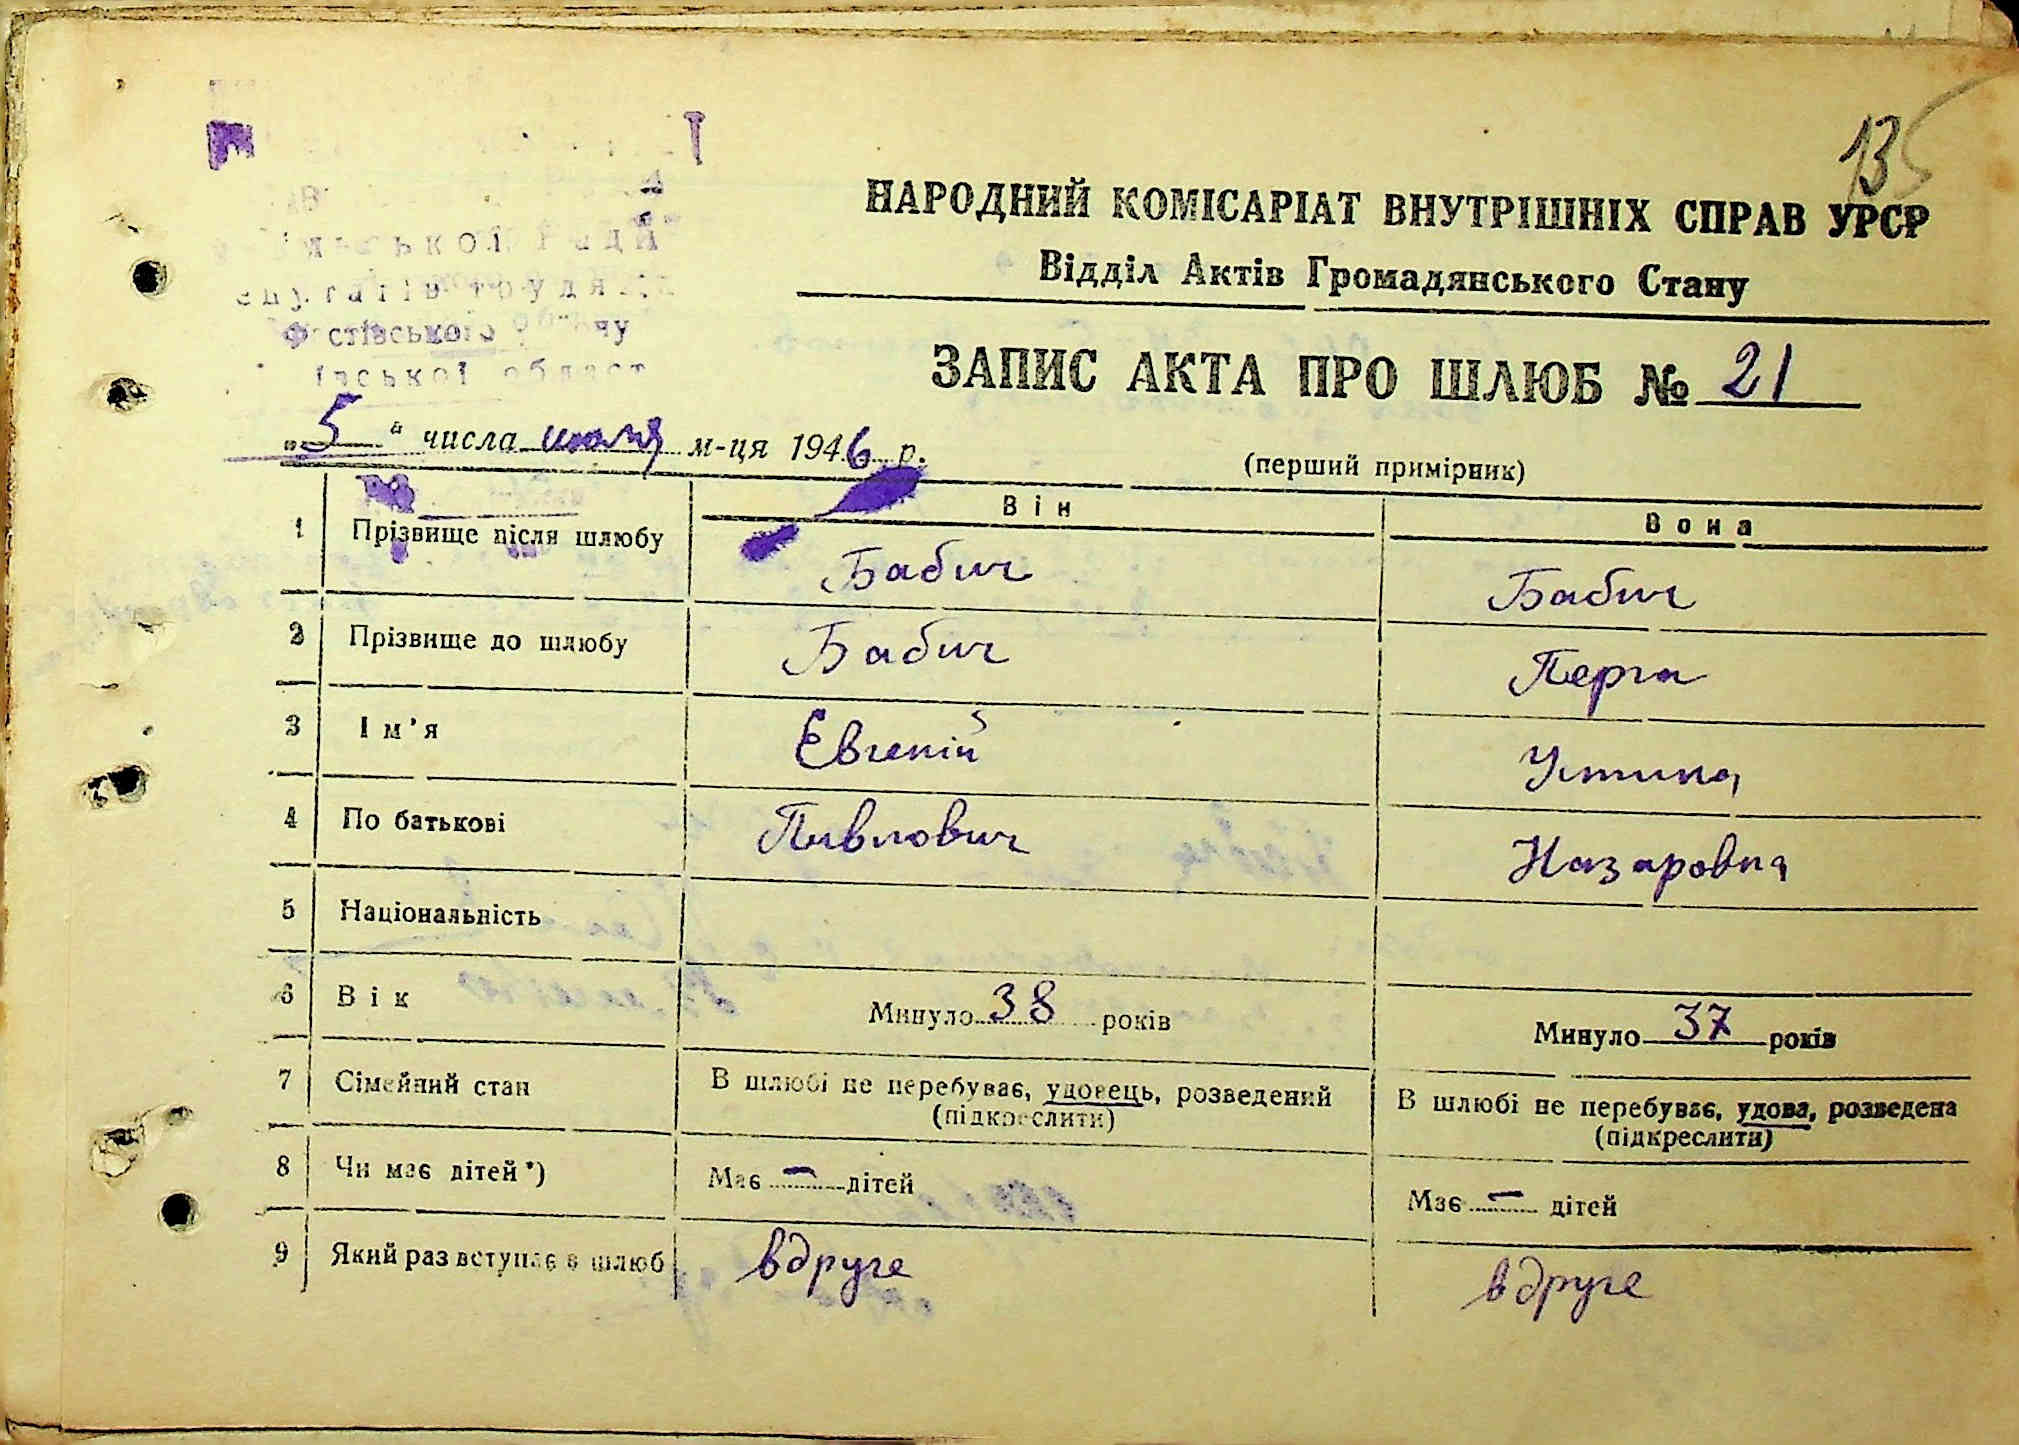 135
НАРОДНИЙ КОМІСАРІАТ ВНУТРІШНІХ СПРАВ УРСР
Відділ Актів Громадянського Стану
ЗАПИС АКТА ПРО ШЛЮБ № 21
„5“ числа июля м-ця 1946 р.
(перший примірник)
Він Вона
1 Прізвище після шлюбу Бабич Бабич
2 Прізвище до шлюбу Бабич Перга
3 Ім'я Євгеній Устина
4 По батькові Павлович Назаровна
5 Національність
6 Вік Минуло 38 років Минуло 37 років
7 Сімейний стан В шлюбі не перебуває, удовець, розведений (підкреслити) В шлюбі не перебуває, удова, розведена (підкреслити)
8 Чи має дітей*) Має — дітей Має — дітей
9 Який раз вступає в шлюб вдруге вдруге